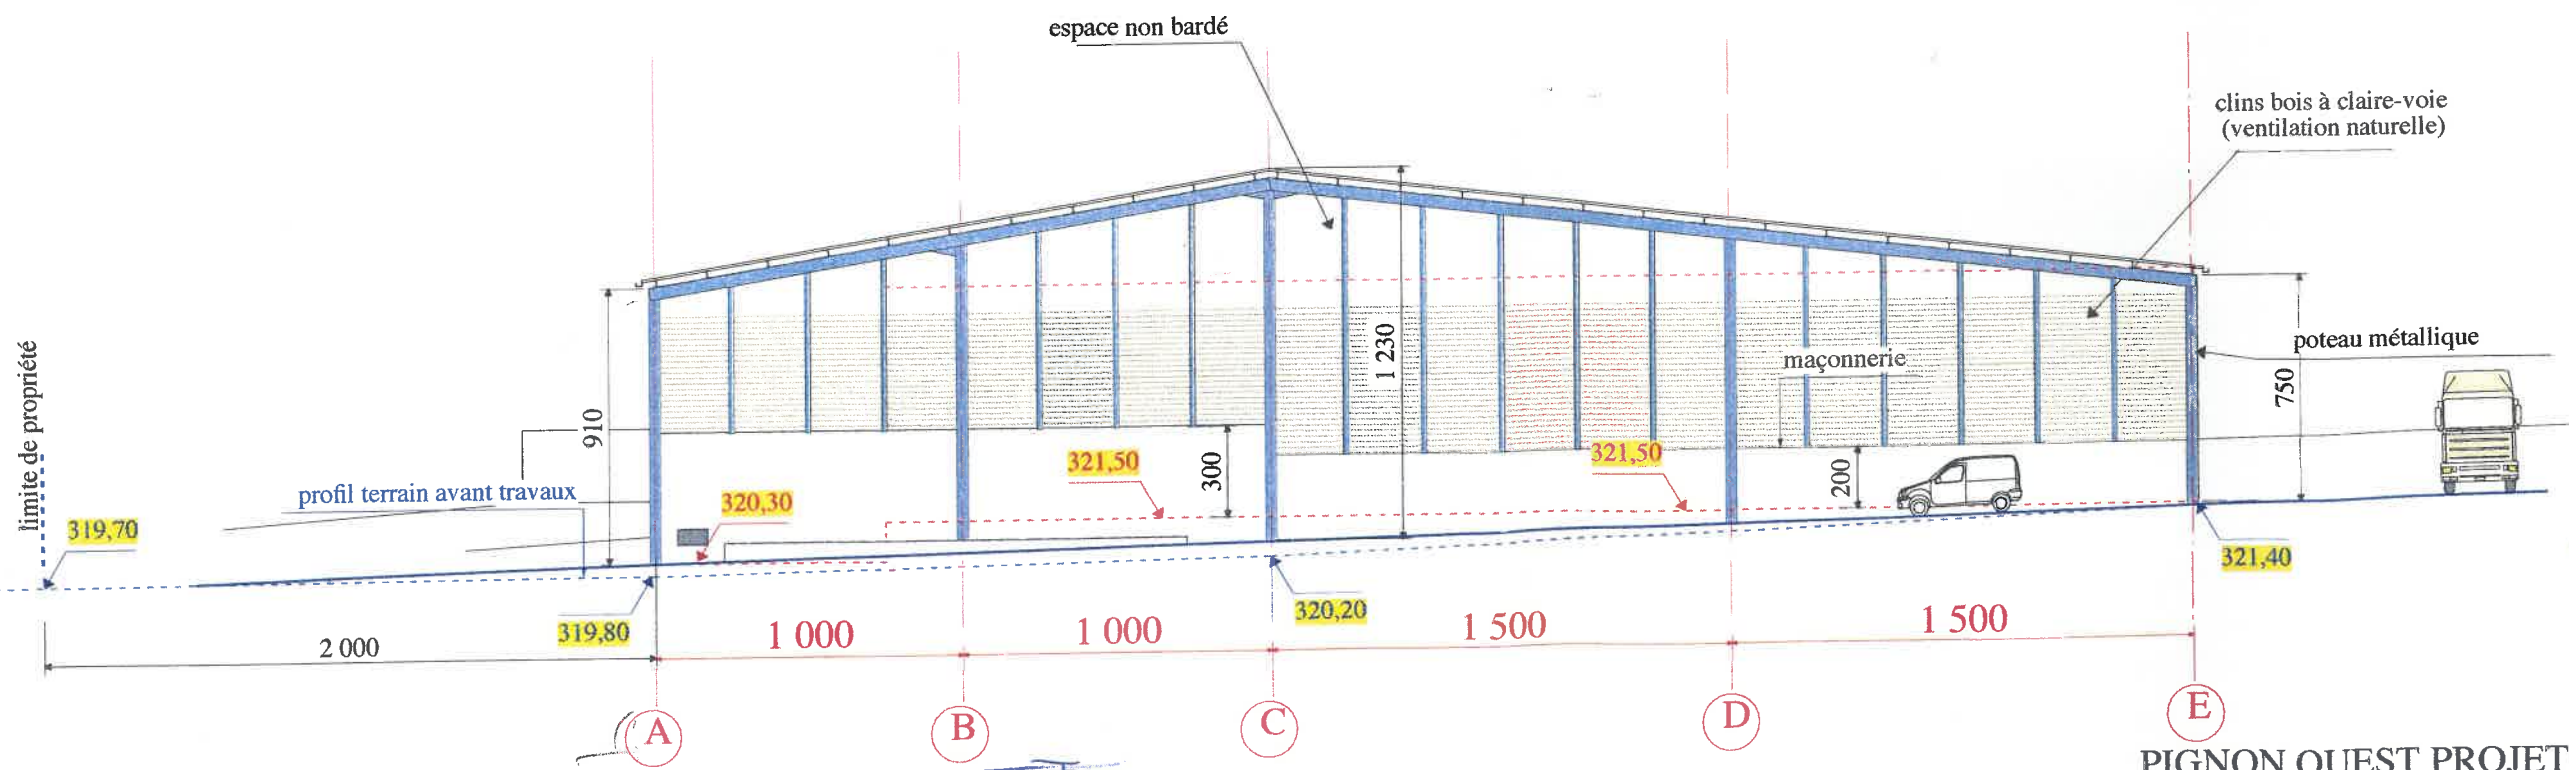 espace non bardé
clins bois à claire-voie
(ventilation naturelle)
limite de propriété
910
1 230
maçonnerie
poteau métallique
750
321,50
321,50
300
200
profil terrain avant travaux
320,30
319,70
321,40
319,80
320,20
2 000
1 000
1 000
1 500
1 500
A
B
C
D
E
PIGNON OUEST PROJET